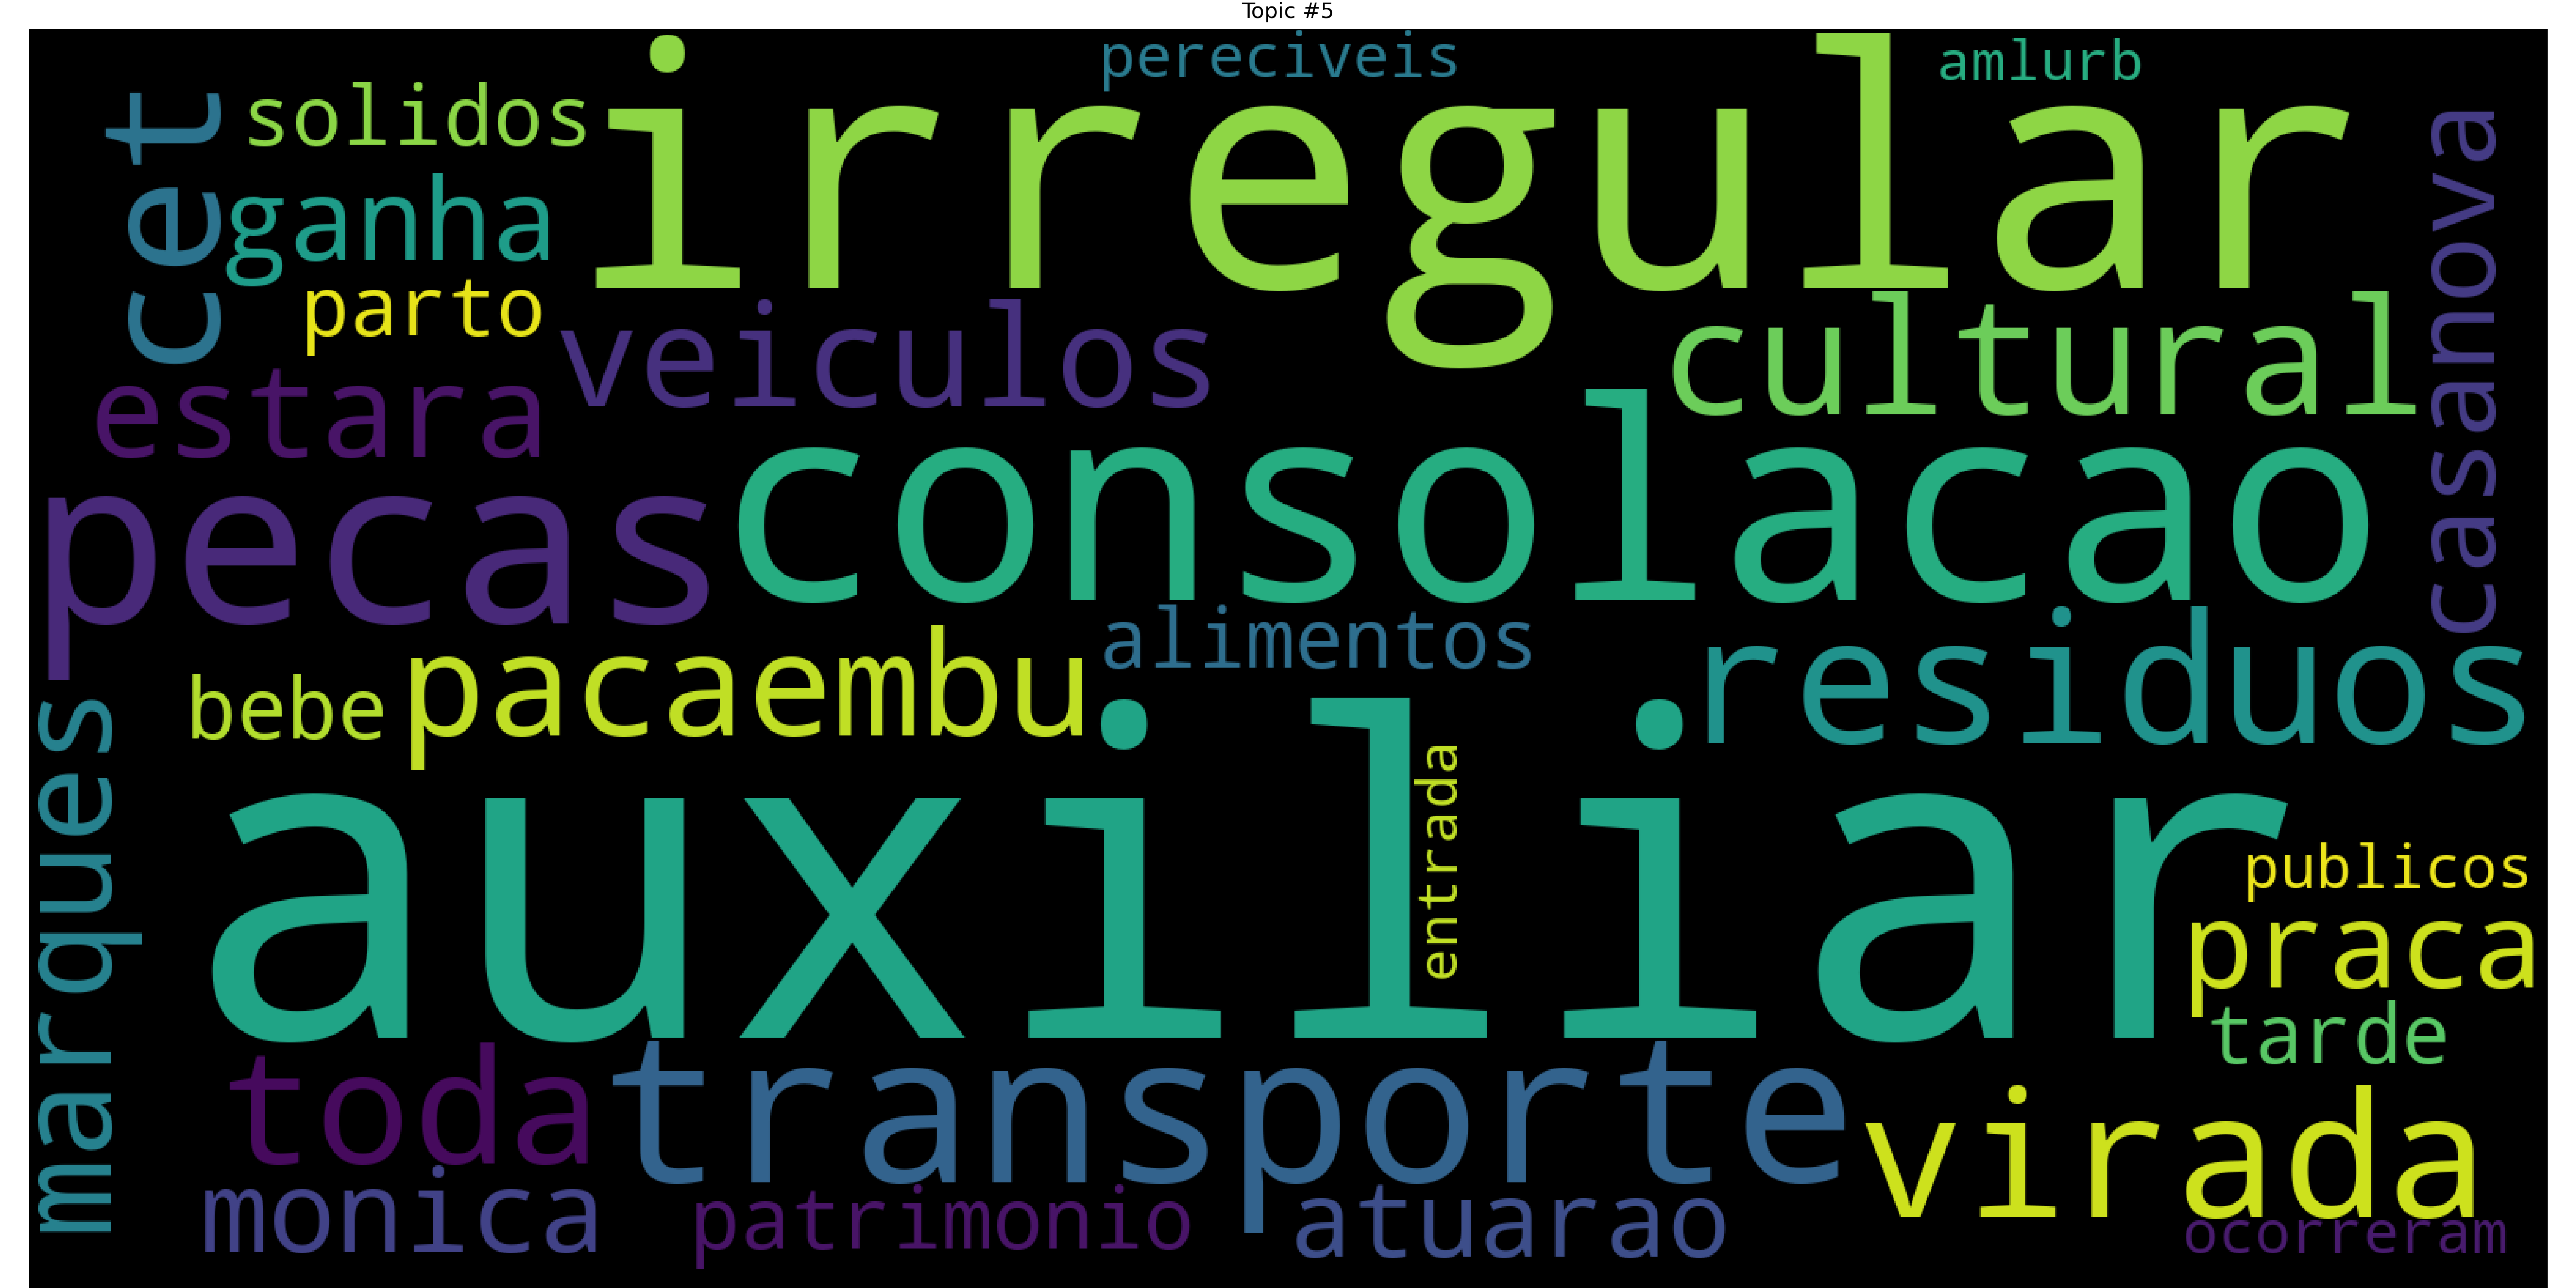 Topic #5
pereciveis
amlurb
irregular
solidos
cet
ganha
parto
casanova
veiculos
cultural
estara
consolacao
pecas
alimentos
residuos
bebe
pacaembu
marques
auxiliar
entrada
publicos
praca
tarde
toda
transporte
virada
monica
patrimonio
atuarao
ocorreram